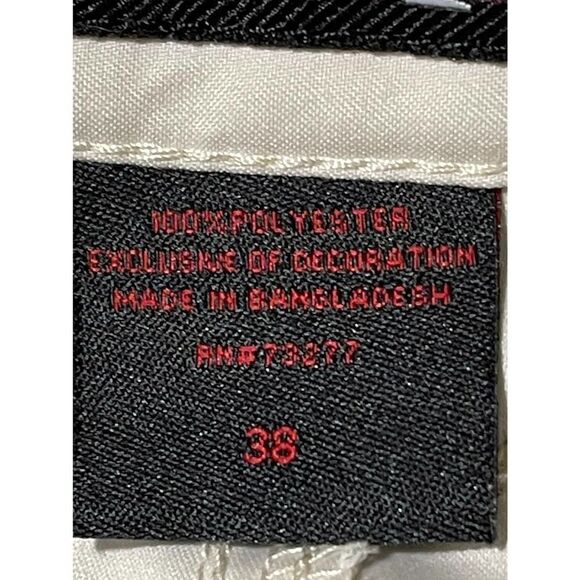 100% POLYESTER
EXCLUSIVE OF DECORATION
MADE IN BANGLADESH
RN#73277
38